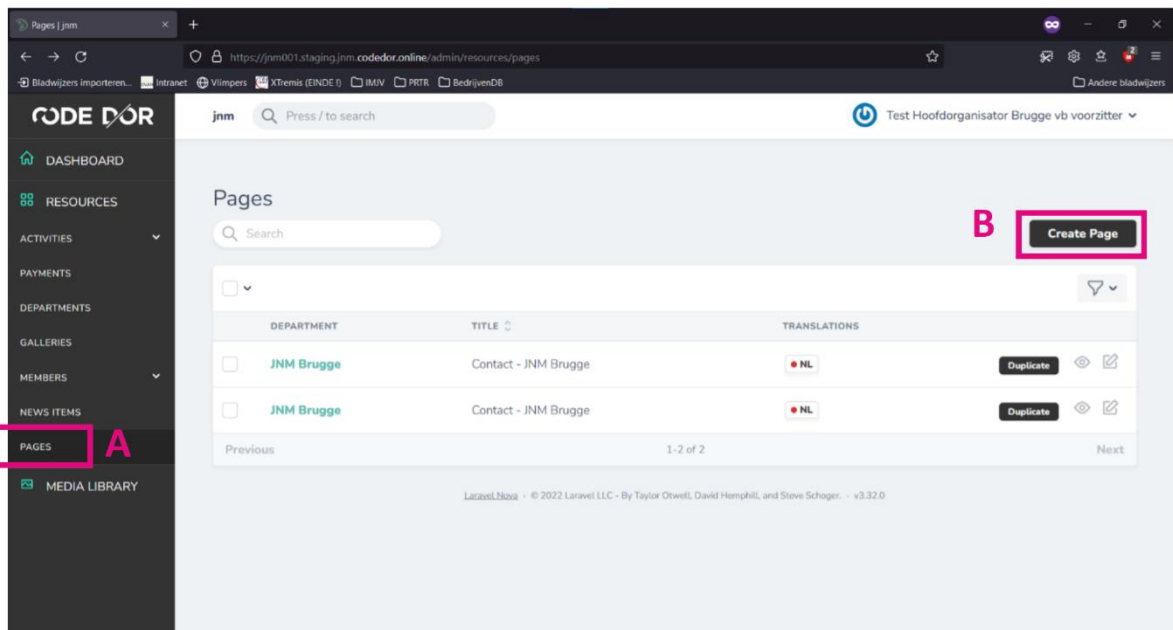 Pages | jnm
https://jnm001.staging.jnm.codedor.online/admin/resources/pages
Bladwijzers importeren... Intranet Vlimpers XTremis (EINDE !) IMJV PRTR BedrijvenDB Andere bladwijzers
CODE D'OR
jnm Press / to search Test Hoofdorganisator Brugge vb voorzitter
DASHBOARD
RESOURCES
ACTIVITIES
PAYMENTS
DEPARTMENTS
GALLERIES
MEMBERS
NEWS ITEMS
PAGES A
MEDIA LIBRARY
Pages
Search
B Create Page
DEPARTMENT TITLE TRANSLATIONS
JNM Brugge Contact - JNM Brugge NL Duplicate
JNM Brugge Contact - JNM Brugge NL Duplicate
Previous 1-2 of 2 Next
Laravel Nova · © 2022 Laravel LLC - By Taylor Otwell, David Hemphill, and Steve Schoger. · v3.32.0